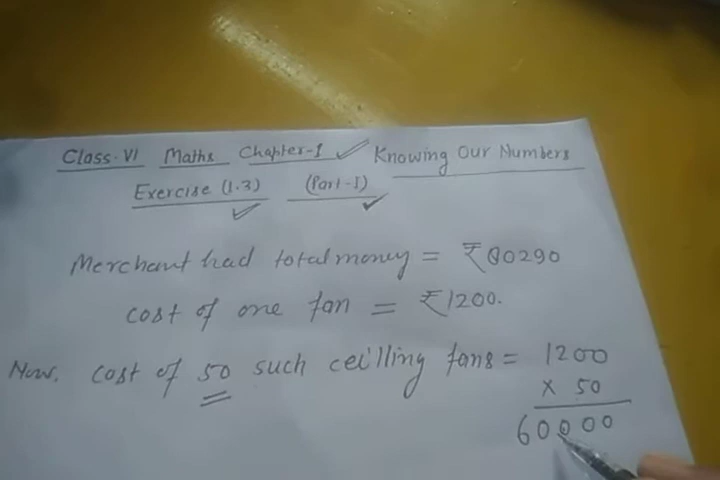 Class-VI Maths Chapter-1 Knowing Our Numbers
Exercise (1.3) (Part-1)
Merchant had total money = ₹80290
cost of one fan = ₹1200.
Now, cost of 50 such ceilling fans = 1200
x 50
60000